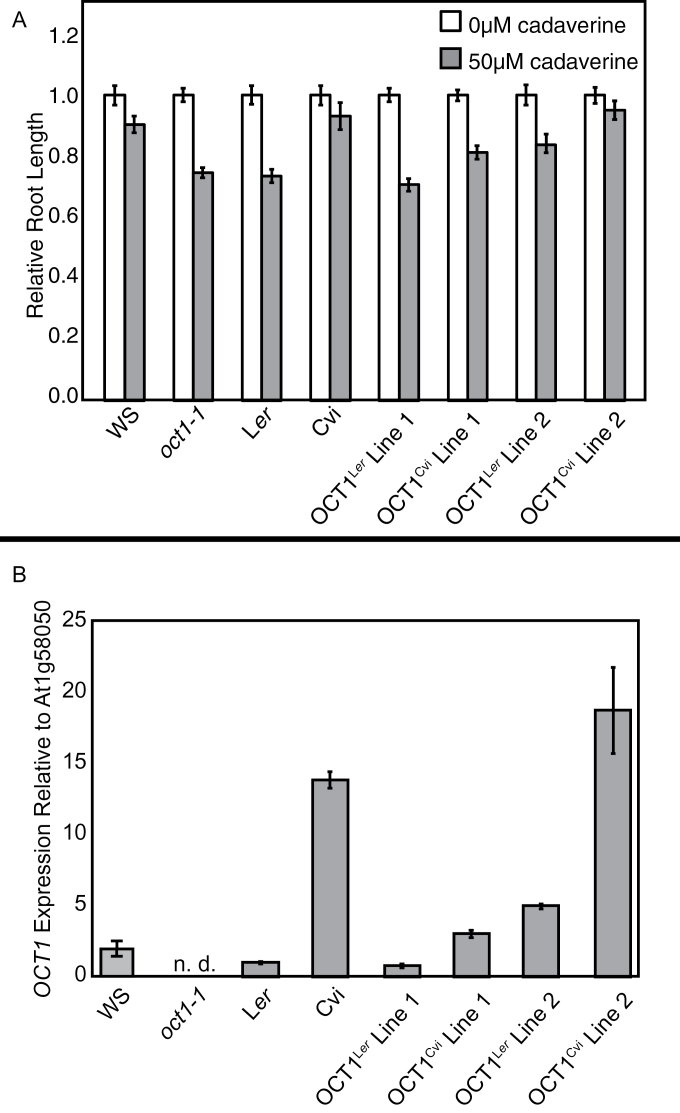 A
0µM cadaverine
50µM cadaverine
Relative Root Length
1.2
1.0
0.8
0.6
0.4
0.2
0.0
WS
oct1-1
Ler
Cvi
OCT1Ler Line 1
OCT1Cvi Line 1
OCT1Ler Line 2
OCT1Cvi Line 2
B
OCT1 Expression Relative to At1g58050
25
20
15
10
5
0
n. d.
WS
oct1-1
Ler
Cvi
OCT1Ler Line 1
OCT1Cvi Line 1
OCT1Ler Line 2
OCT1Cvi Line 2